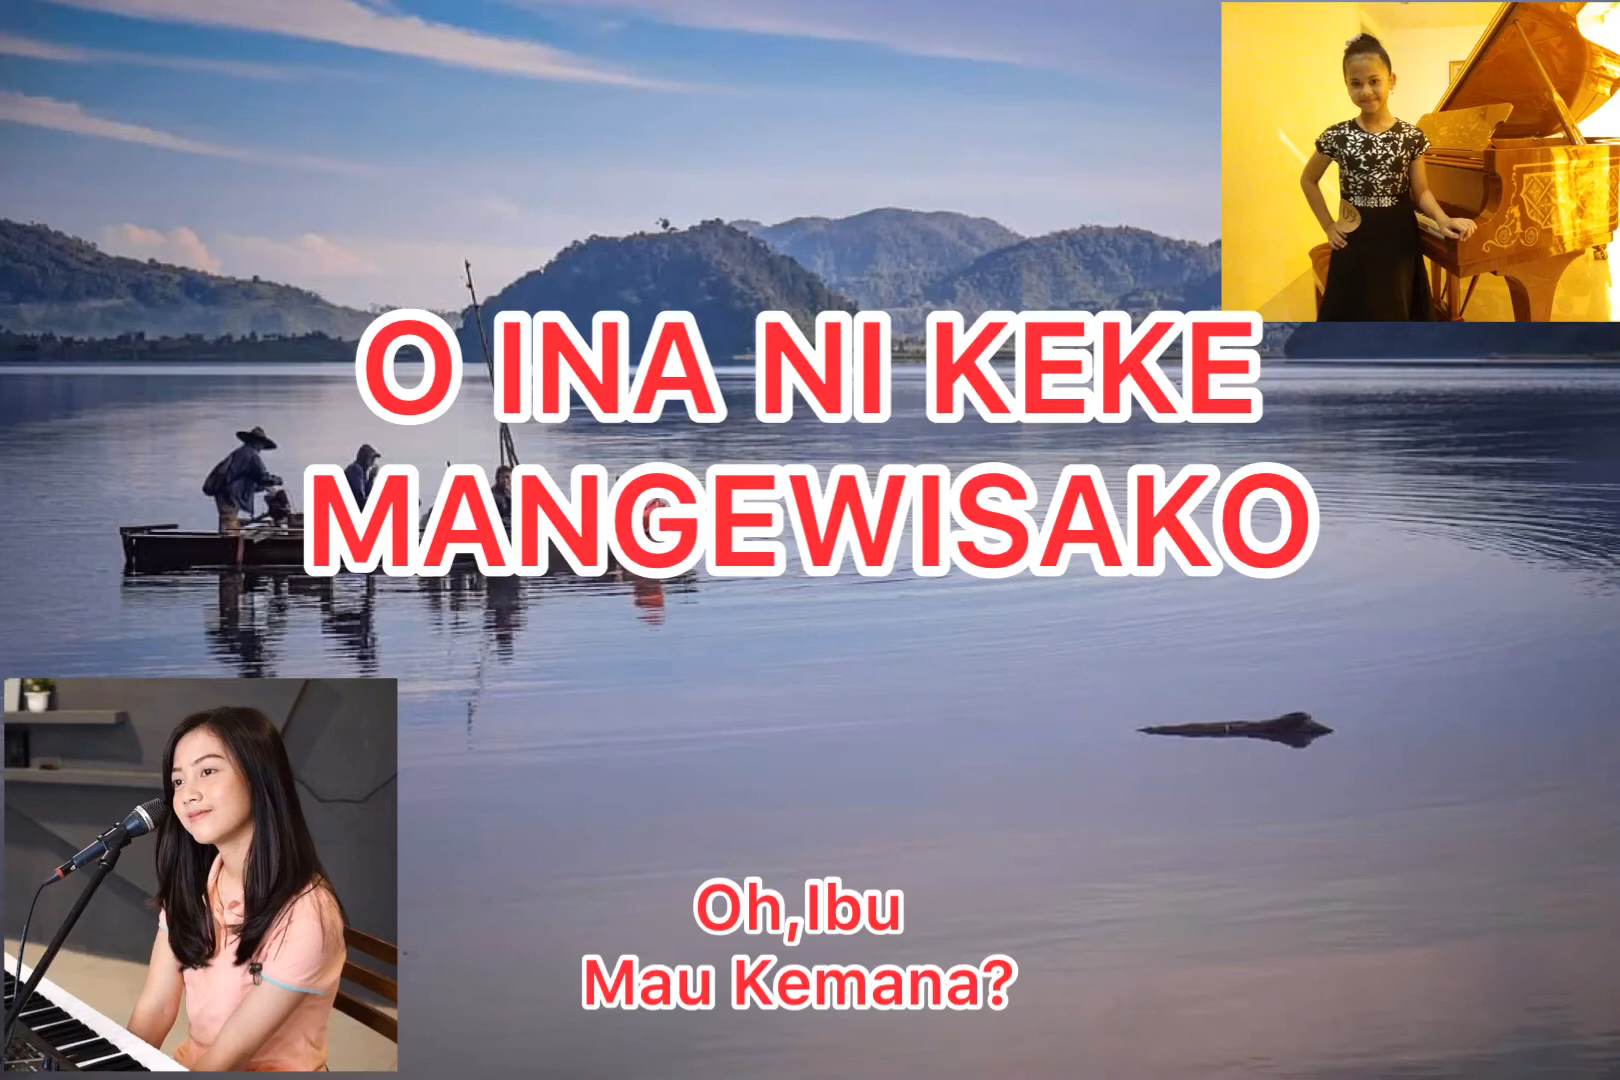 O INA NI KEKE
MANGEWISAKO
Oh,Ibu
Mau Kemana?